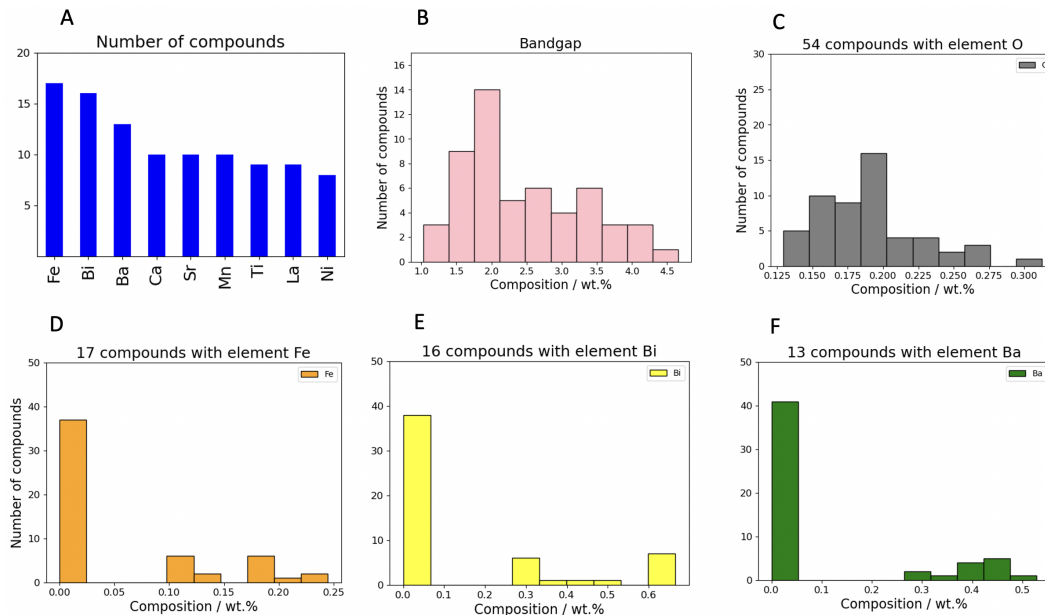 A
Number of compounds
20
15
10
5
Fe Bi Ba Ca Sr Mn Ti La Ni
B
Bandgap
Number of compounds
16
14
12
10
8
6
4
2
0
1.0 1.5 2.0 2.5 3.0 3.5 4.0 4.5
Composition / wt.%
C
54 compounds with element O
Number of compounds
30
25
20
15
10
5
0
0.125 0.150 0.175 0.200 0.225 0.250 0.275 0.300
Composition / wt.%
D
17 compounds with element Fe
Fe
Number of compounds
50
40
30
20
10
0
0.00 0.05 0.10 0.15 0.20 0.25
Composition / wt.%
E
16 compounds with element Bi
Bi
50
40
30
20
10
0
0.0 0.1 0.2 0.3 0.4 0.5 0.6
Composition / wt.%
F
13 compounds with element Ba
Ba
50
40
30
20
10
0
0.0 0.1 0.2 0.3 0.4 0.5
Composition / wt.%